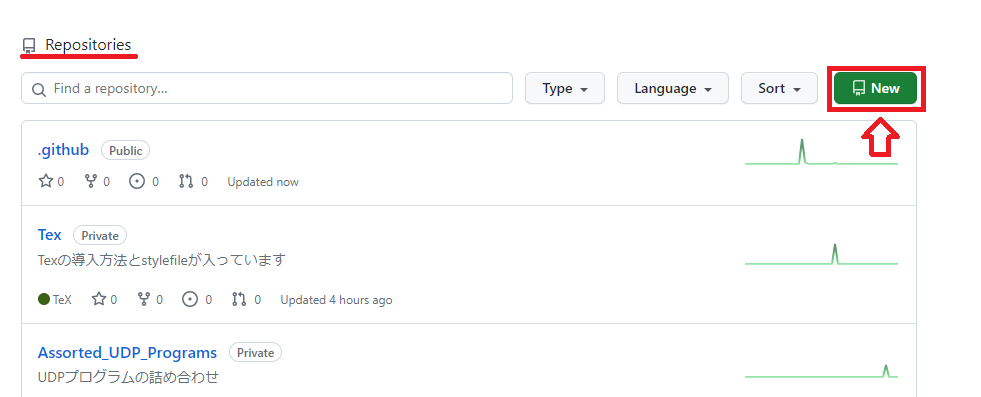 Repositories
Find a repository...
Type
Language
Sort
New
.github Public
0 0 0 0 Updated now
Tex Private
Texの導入方法とstylefileが入っています
TeX 0 0 0 0 Updated 4 hours ago
Assorted_UDP_Programs Private
UDPプログラムの詰め合わせ